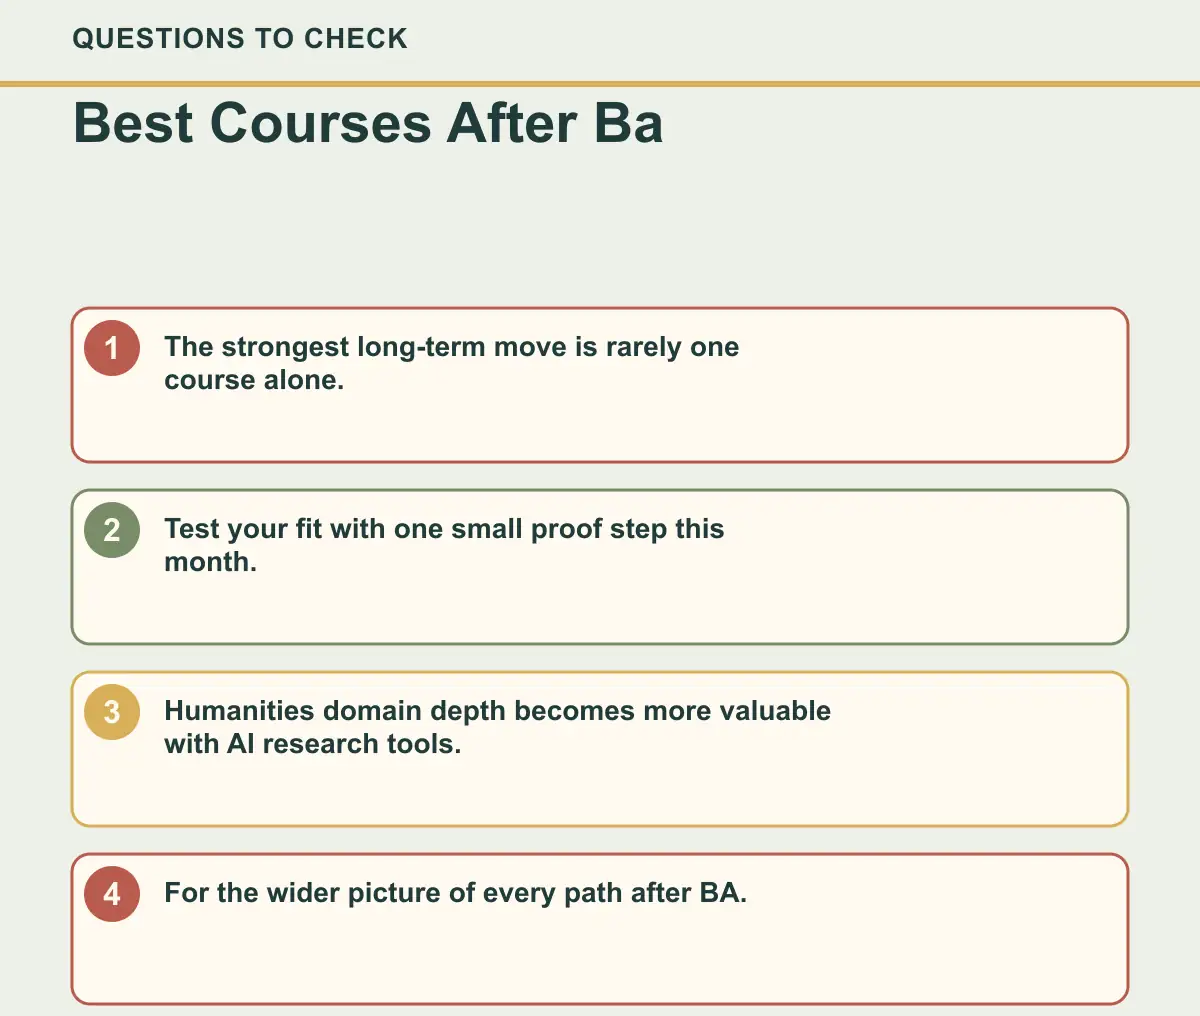 QUESTIONS TO CHECK
Best Courses After Ba
1
The strongest long-term move is rarely one
course alone.
2
Test your fit with one small proof step this
month.
3
Humanities domain depth becomes more valuable
with AI research tools.
4
For the wider picture of every path after BA.